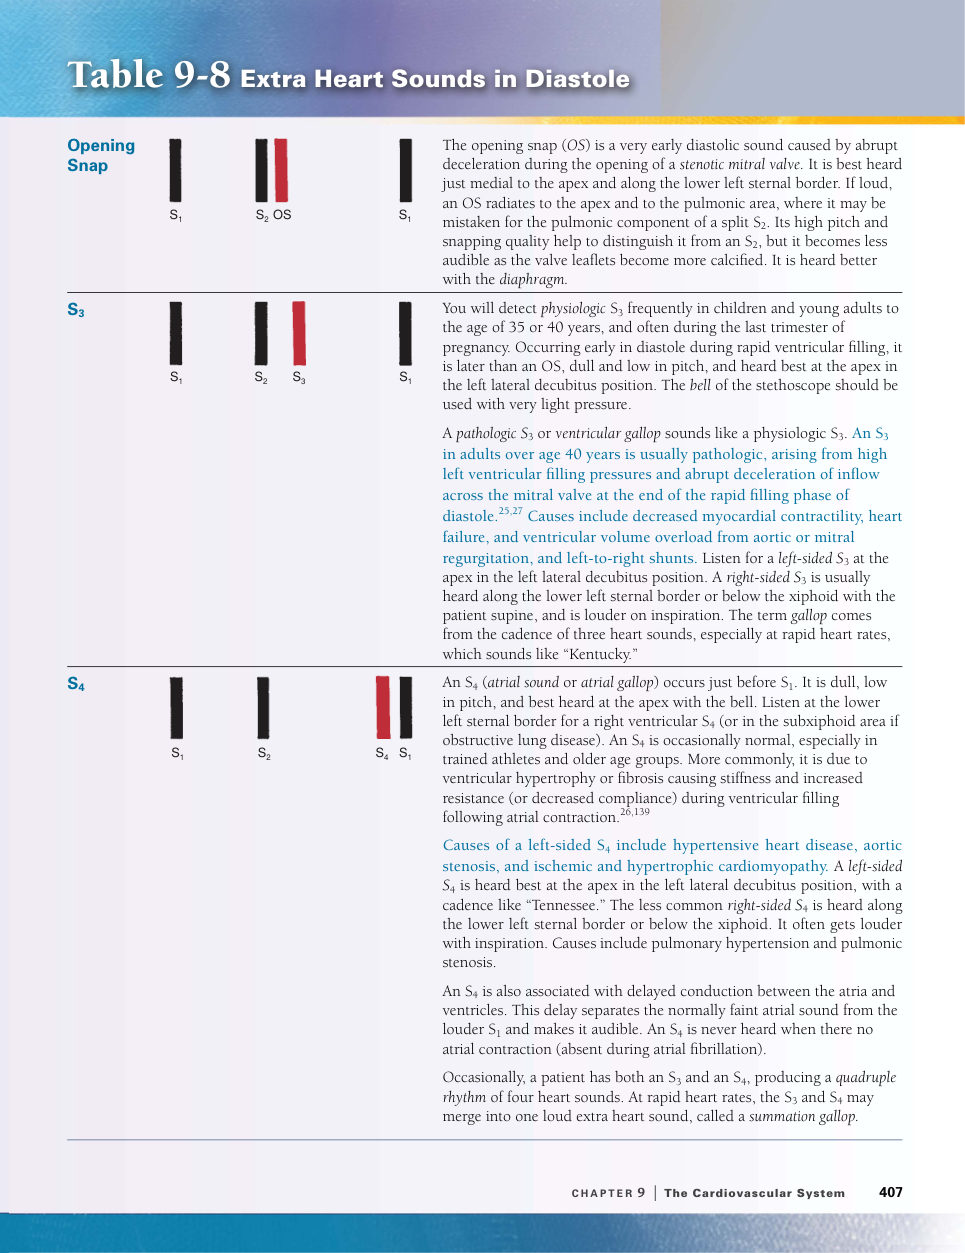 Table 9-8 Extra Heart Sounds in Diastole
Opening
Snap
S1 S2 OS S1
The opening snap (OS) is a very early diastolic sound caused by abrupt
deceleration during the opening of a stenotic mitral valve. It is best heard
just medial to the apex and along the lower left sternal border. If loud,
an OS radiates to the apex and to the pulmonic area, where it may be
mistaken for the pulmonic component of a split S2. Its high pitch and
snapping quality help to distinguish it from an S2, but it becomes less
audible as the valve leaflets become more calcified. It is heard better
with the diaphragm.
S3
S1 S2 S3 S1
You will detect physiologic S3 frequently in children and young adults to
the age of 35 or 40 years, and often during the last trimester of
pregnancy. Occurring early in diastole during rapid ventricular filling, it
is later than an OS, dull and low in pitch, and heard best at the apex in
the left lateral decubitus position. The bell of the stethoscope should be
used with very light pressure.
A pathologic S3 or ventricular gallop sounds like a physiologic S3. An S3
in adults over age 40 years is usually pathologic, arising from high
left ventricular filling pressures and abrupt deceleration of inflow
across the mitral valve at the end of the rapid filling phase of
diastole.25,27 Causes include decreased myocardial contractility, heart
failure, and ventricular volume overload from aortic or mitral
regurgitation, and left-to-right shunts. Listen for a left-sided S3 at the
apex in the left lateral decubitus position. A right-sided S3 is usually
heard along the lower left sternal border or below the xiphoid with the
patient supine, and is louder on inspiration. The term gallop comes
from the cadence of three heart sounds, especially at rapid heart rates,
which sounds like “Kentucky.”
S4
S1 S2 S4 S1
An S4 (atrial sound or atrial gallop) occurs just before S1. It is dull, low
in pitch, and best heard at the apex with the bell. Listen at the lower
left sternal border for a right ventricular S4 (or in the subxiphoid area if
obstructive lung disease). An S4 is occasionally normal, especially in
trained athletes and older age groups. More commonly, it is due to
ventricular hypertrophy or fibrosis causing stiffness and increased
resistance (or decreased compliance) during ventricular filling
following atrial contraction.26,139
Causes of a left-sided S4 include hypertensive heart disease, aortic
stenosis, and ischemic and hypertrophic cardiomyopathy. A left-sided
S4 is heard best at the apex in the left lateral decubitus position, with a
cadence like “Tennessee.” The less common right-sided S4 is heard along
the lower left sternal border or below the xiphoid. It often gets louder
with inspiration. Causes include pulmonary hypertension and pulmonic
stenosis.
An S4 is also associated with delayed conduction between the atria and
ventricles. This delay separates the normally faint atrial sound from the
louder S1 and makes it audible. An S4 is never heard when there no
atrial contraction (absent during atrial fibrillation).
Occasionally, a patient has both an S3 and an S4, producing a quadruple
rhythm of four heart sounds. At rapid heart rates, the S3 and S4 may
merge into one loud extra heart sound, called a summation gallop.
CHAPTER 9 | The Cardiovascular System 407